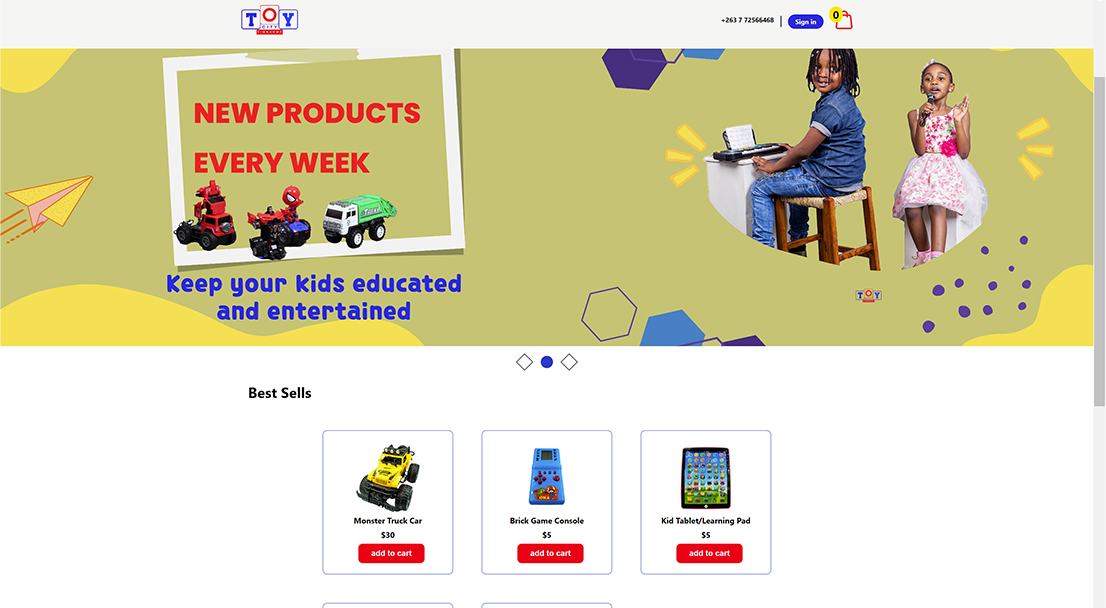 TOY
CITY
+263 7 72566468
Sign in
0
NEW PRODUCTS
EVERY WEEK
Keep your kids educated
and entertained
TOY
Best Sells
Monster Truck Car
$30
add to cart
Brick Game Console
$5
add to cart
Kid Tablet/Learning Pad
$5
add to cart